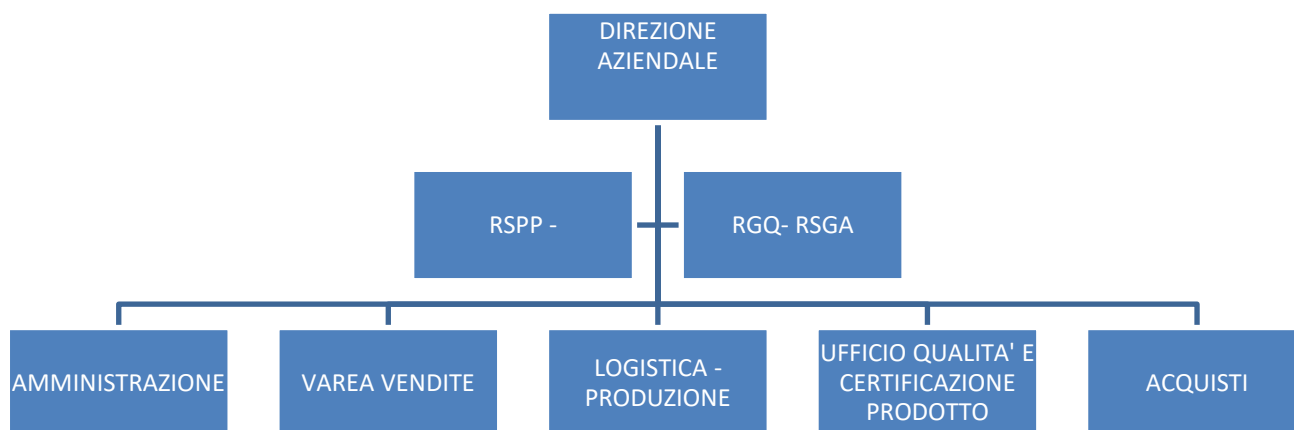 DIREZIONE
AZIENDALE
RSPP -
RGQ- RSGA
AMMINISTRAZIONE
VAREA VENDITE
LOGISTICA -
PRODUZIONE
UFFICIO QUALITA' E
CERTIFICAZIONE
PRODOTTO
ACQUISTI